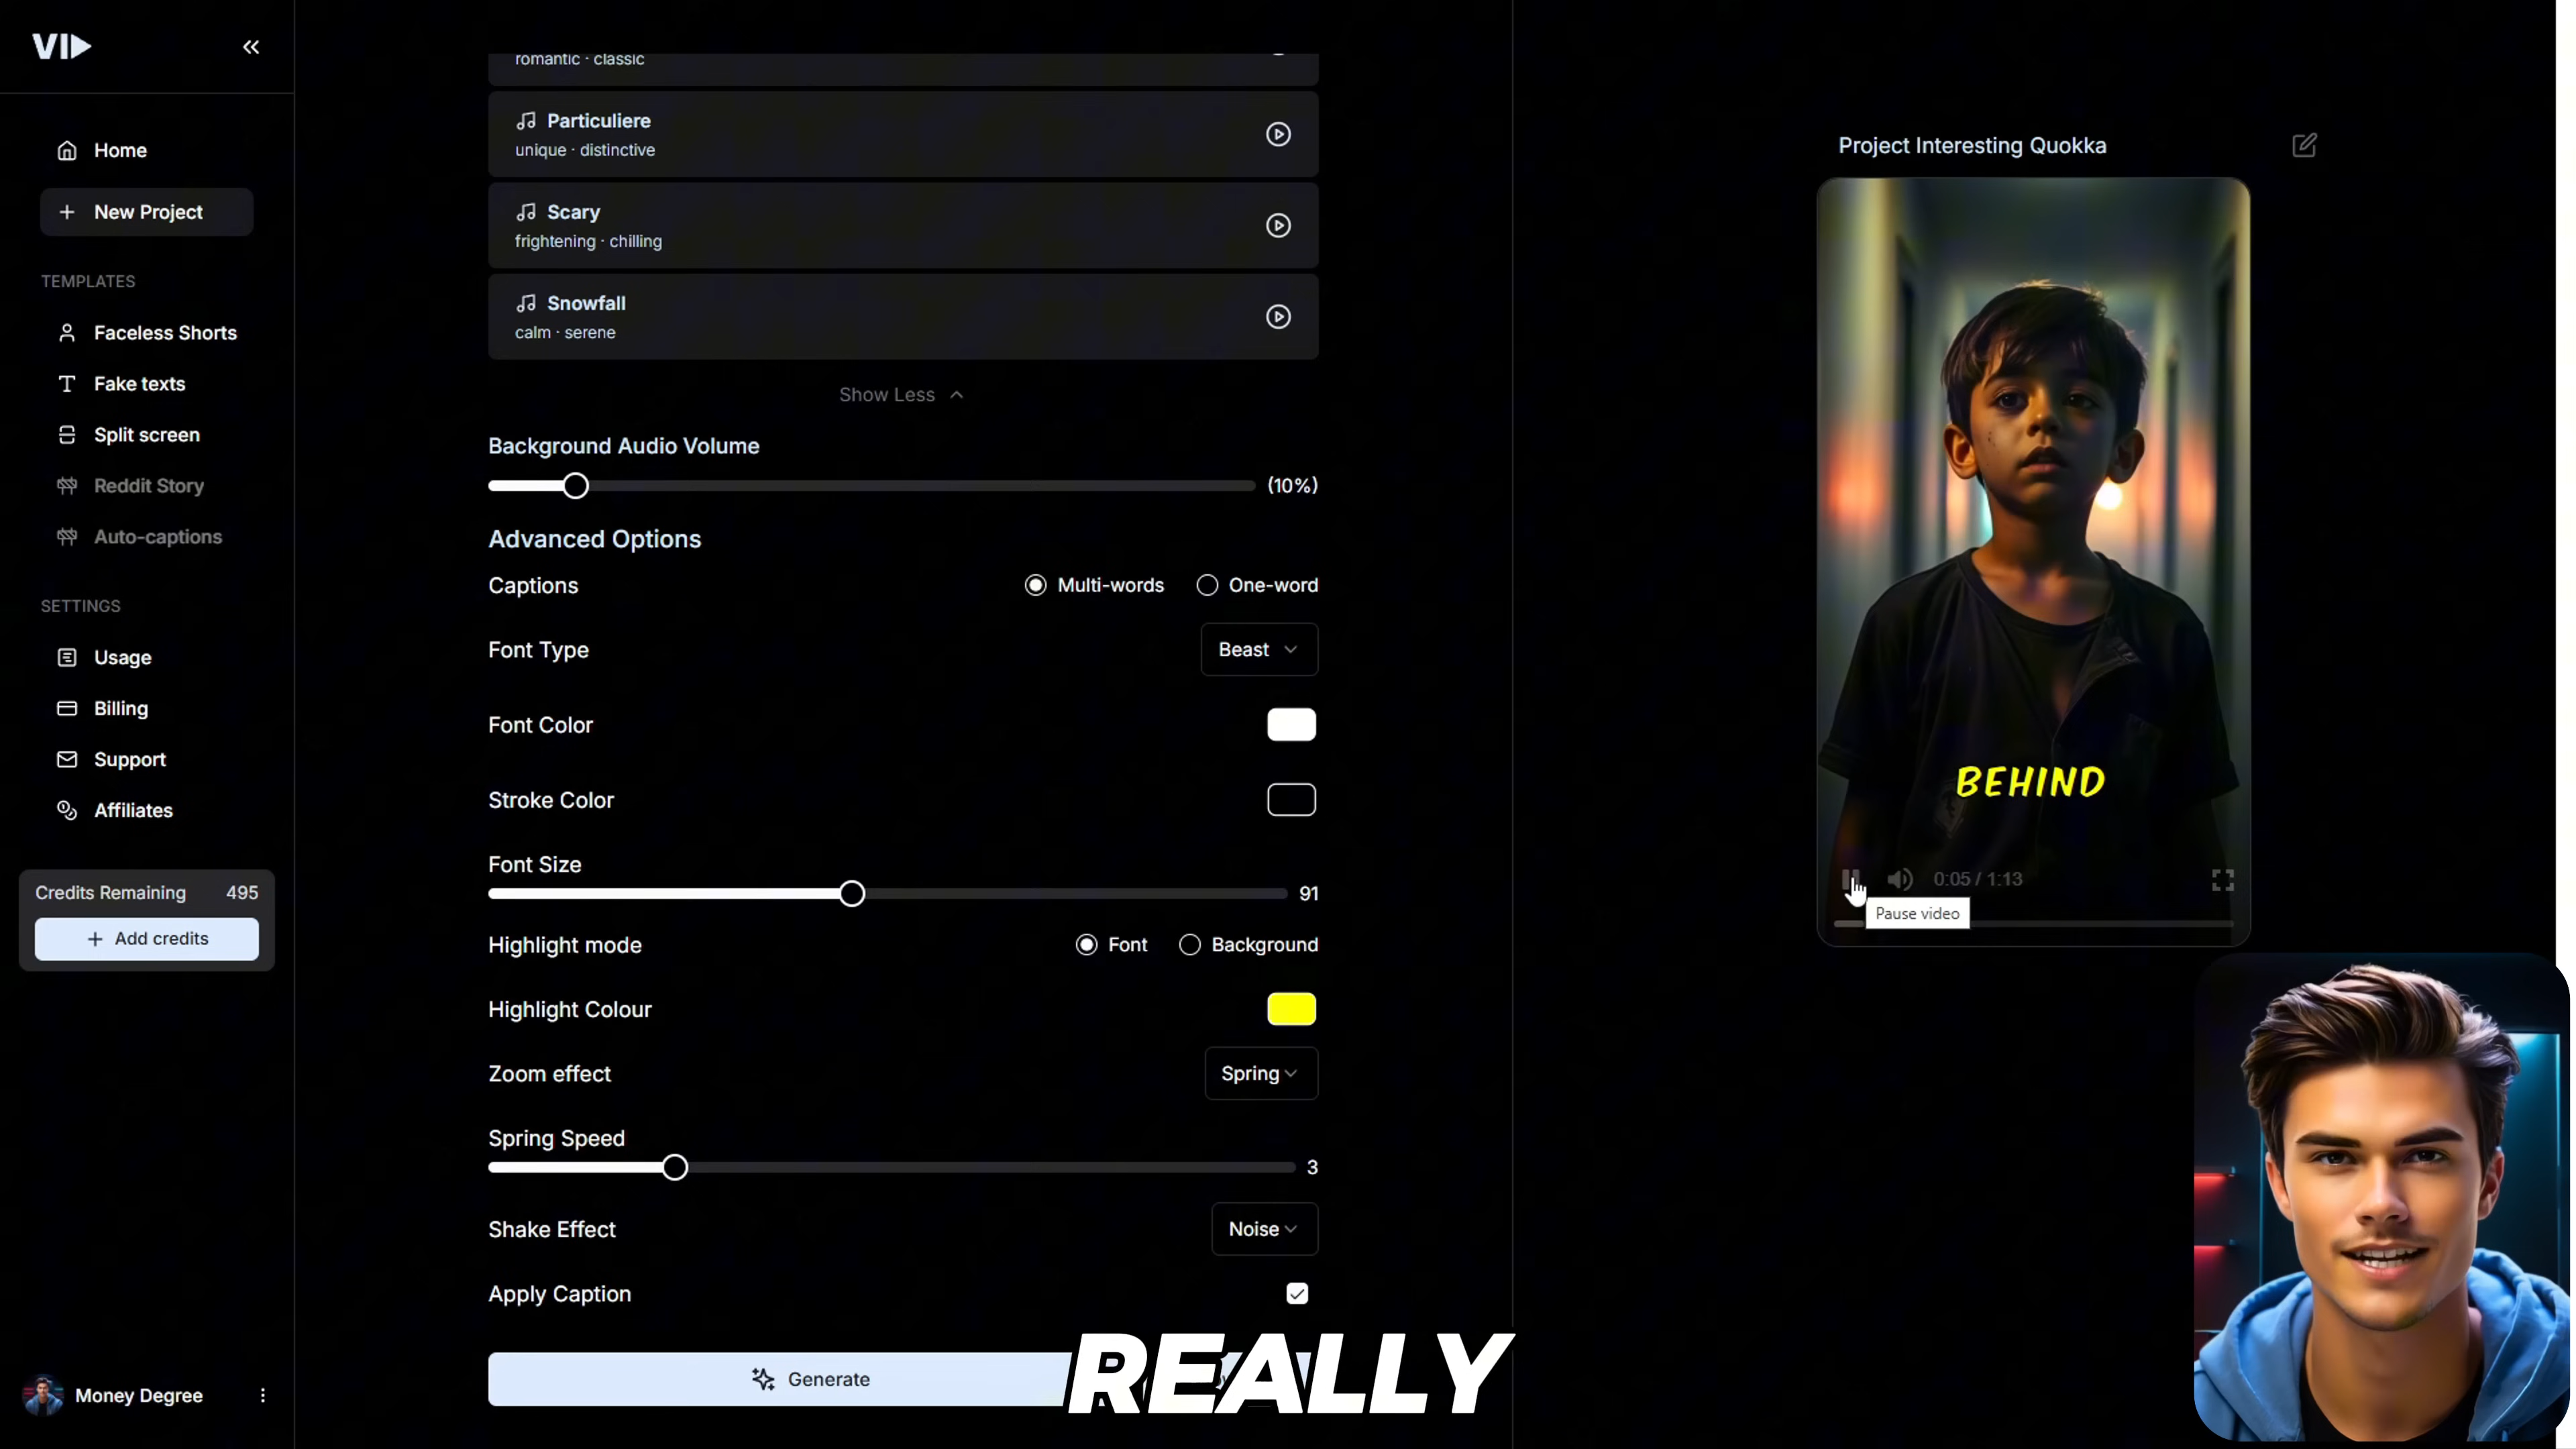 VID
Home
New Project
TEMPLATES
Faceless Shorts
Fake texts
Split screen
Reddit Story
Auto-captions
SETTINGS
Usage
Billing
Support
Affiliates
Credits Remaining 495
Add credits
Money Degree
romantic · classic
Particuliere
unique · distinctive
Scary
frightening · chilling
Snowfall
calm · serene
Show Less
Background Audio Volume
(10%)
Advanced Options
Captions Multi-words One-word
Font Type Beast
Font Color
Stroke Color
Font Size
91
Highlight mode Font Background
Highlight Colour
Zoom effect Spring
Spring Speed
3
Shake Effect Noise
Apply Caption
Generate
REALLY
Project Interesting Quokka
BEHIND
0:05 / 1:13
Pause video